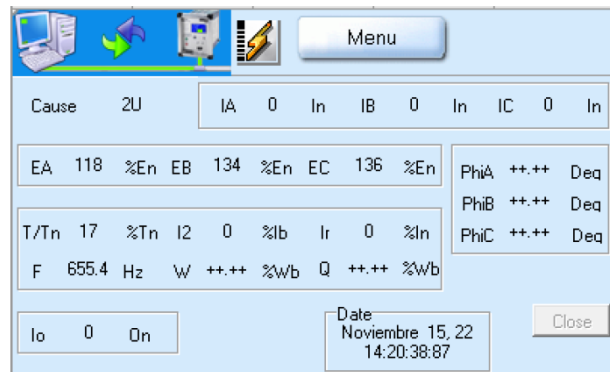 Menu
Cause 2U IA 0 In IB 0 In IC 0 In
EA 118 %En EB 134 %En EC 136 %En
PhiA ++.++ Deg
PhiB ++.++ Deg
PhiC ++.++ Deg
T/Tn 17 %Tn I2 0 %Ib Ir 0 %In
F 655.4 Hz W ++.++ %Wb Q ++.++ %Wb
Io 0 On
Date
Noviembre 15, 22
14:20:38:87
Close